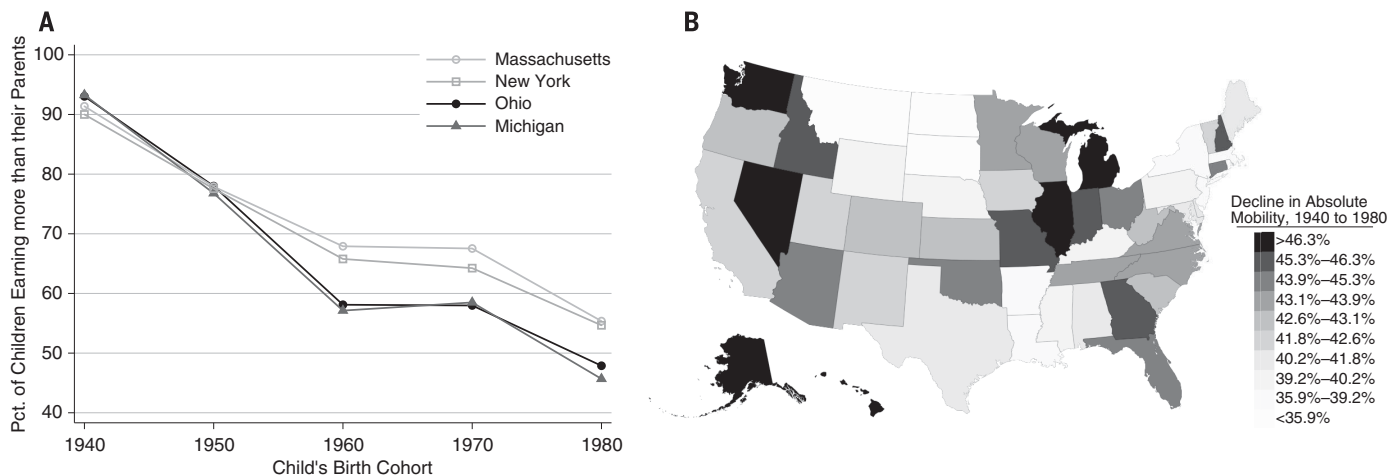 A
Pct. of Children Earning more than their Parents
100
90
80
70
60
50
40
1940
1950
1960
1970
1980
Child's Birth Cohort
Massachusetts
New York
Ohio
Michigan
B
Decline in Absolute
Mobility, 1940 to 1980
>46.3%
45.3%–46.3%
43.9%–45.3%
43.1%–43.9%
42.6%–43.1%
41.8%–42.6%
40.2%–41.8%
39.2%–40.2%
35.9%–39.2%
<35.9%